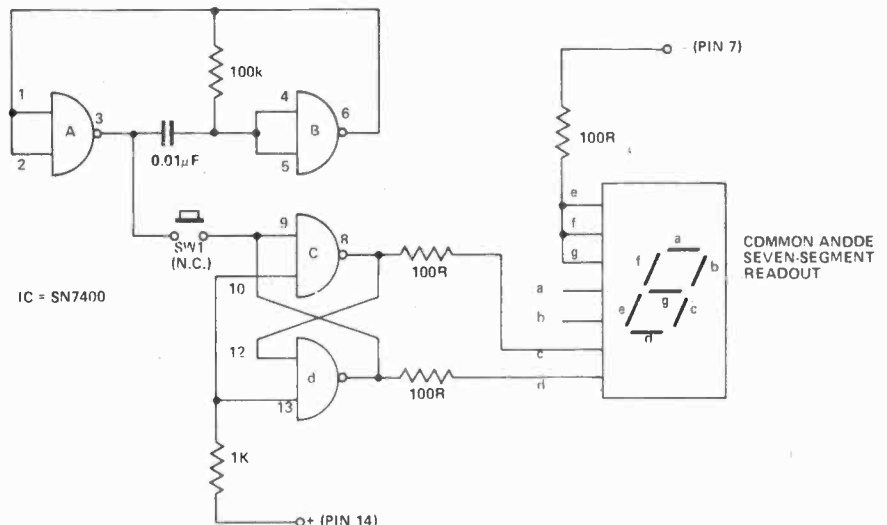 (PIN 7)
100k
1
3
4
6
A
B
2
0.01µF
5
100R
e
f
g
a
b
c
d
a
f
b
g
e
c
d
COMMON ANODE
SEVEN-SEGMENT
READOUT
SW1
(N.C.)
9
C
8
100R
10
IC = SN7400
12
d
13
100R
1K
+ (PIN 14)